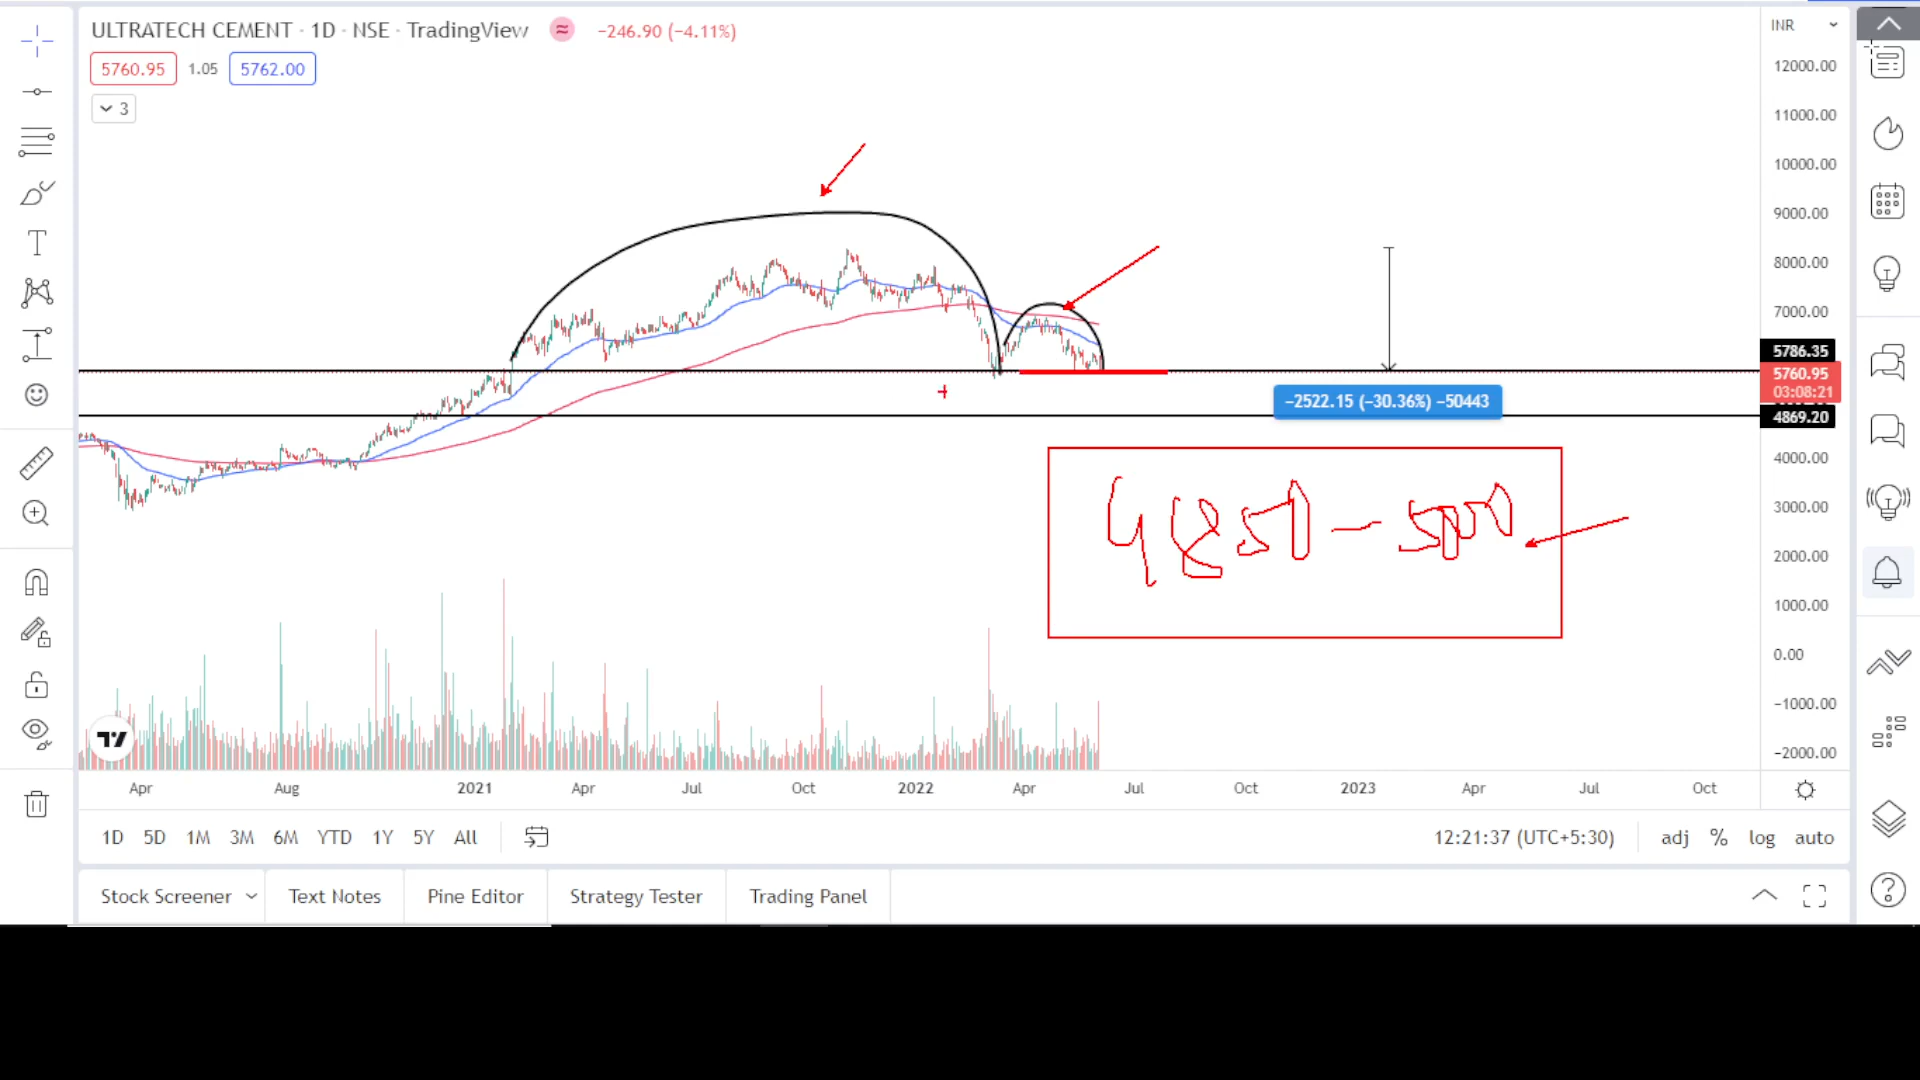 ULTRATECH CEMENT · 1D · NSE · TradingView ≈ −246.90 (−4.11%)
5760.95 1.05 5762.00
3
INR
12000.00
11000.00
10000.00
9000.00
8000.00
7000.00
5786.35
5760.95
03:08:21
4869.20
4000.00
3000.00
2000.00
1000.00
0.00
−1000.00
−2000.00
−2522.15 (−30.36%) −50443
4850 - 5000
Apr Aug 2021 Apr Jul Oct 2022 Apr Jul Oct 2023 Apr Jul Oct
1D 5D 1M 3M 6M YTD 1Y 5Y All 12:21:37 (UTC+5:30) adj % log auto
Stock Screener Text Notes Pine Editor Strategy Tester Trading Panel